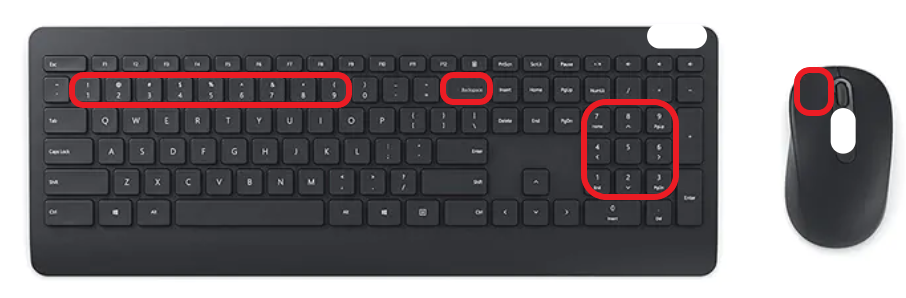 Esc F1 F2 F3 F4 F5 F6 F7 F8 F9 F10 F11 F12 PrtScn ScrLk Pause
! 1 @ 2 # 3 $ 4 % 5 ^ 6 & 7 * 8 ( 9 ) 0 - = Backspace Insert Home PgUp NumLk / * -
Tab Q W E R T Y U I O P { [ } ] | \ Delete End PgDn 7 Home 8 9 PgUp +
Caps Lock A S D F G H J K L : ; " ' Enter 4 5 6
Shift Z X C V B N M < , > . ? / Shift 1 End 2 3 PgDn Enter
Ctrl Alt Alt Ctrl 0 Insert . Del